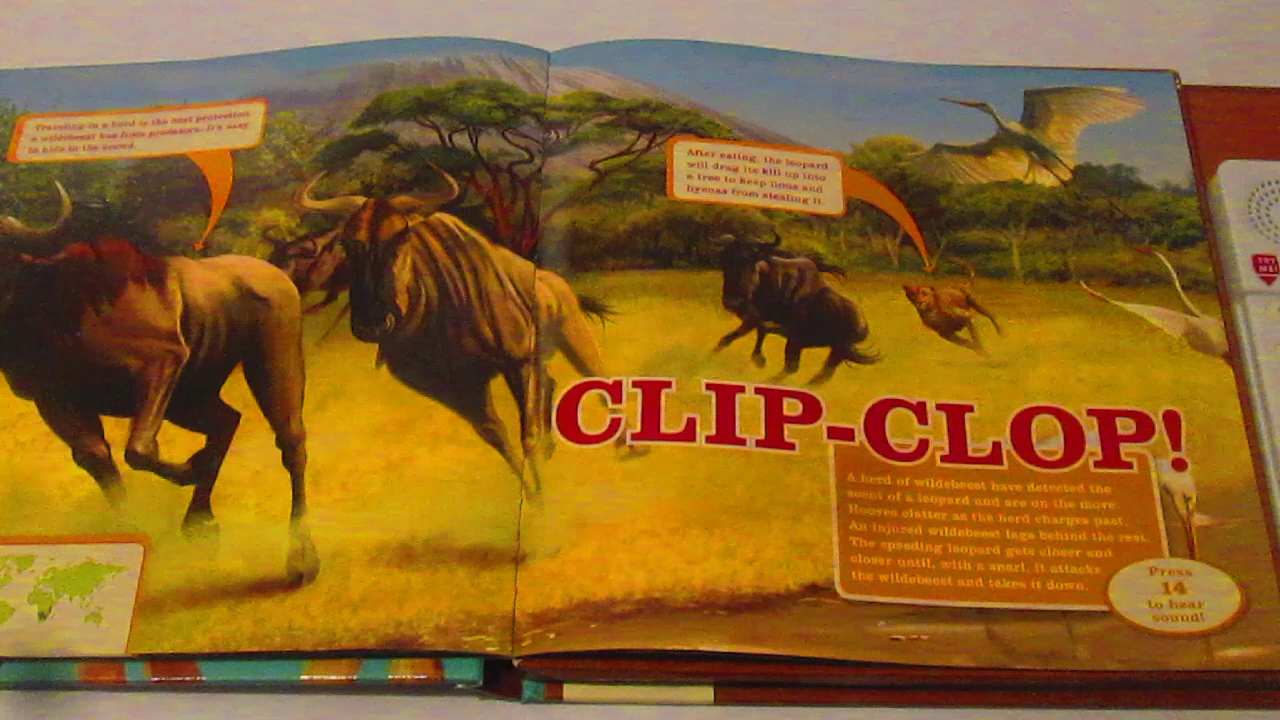 Traveling in a herd is the best protection
a wildebeest has from predators. It's easy
to hide in the crowd.
After eating, the leopard
will drag its kill up into
a tree to keep lions and
hyenas from stealing it.
TRY
ME!
CLIP-CLOP!
A herd of wildebeest have detected the
scent of a leopard and are on the move.
Hooves clatter as the herd charges past.
An injured wildebeest lags behind the rest.
The speeding leopard gets closer and
closer until, with a snarl, it attacks
the wildebeest and takes it down.
Press
14
to hear
sound!